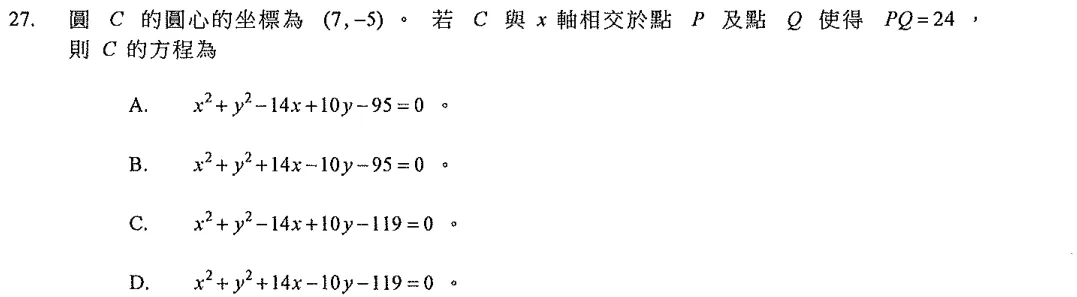 27. 圓 C 的圓心的坐標為 (7, −5) 。 若 C 與 x 軸相交於點 P 及點 Q 使得 PQ = 24 ，
則 C 的方程為
A. x² + y² − 14x + 10y − 95 = 0 。
B. x² + y² + 14x − 10y − 95 = 0 。
C. x² + y² − 14x + 10y − 119 = 0 。
D. x² + y² + 14x − 10y − 119 = 0 。